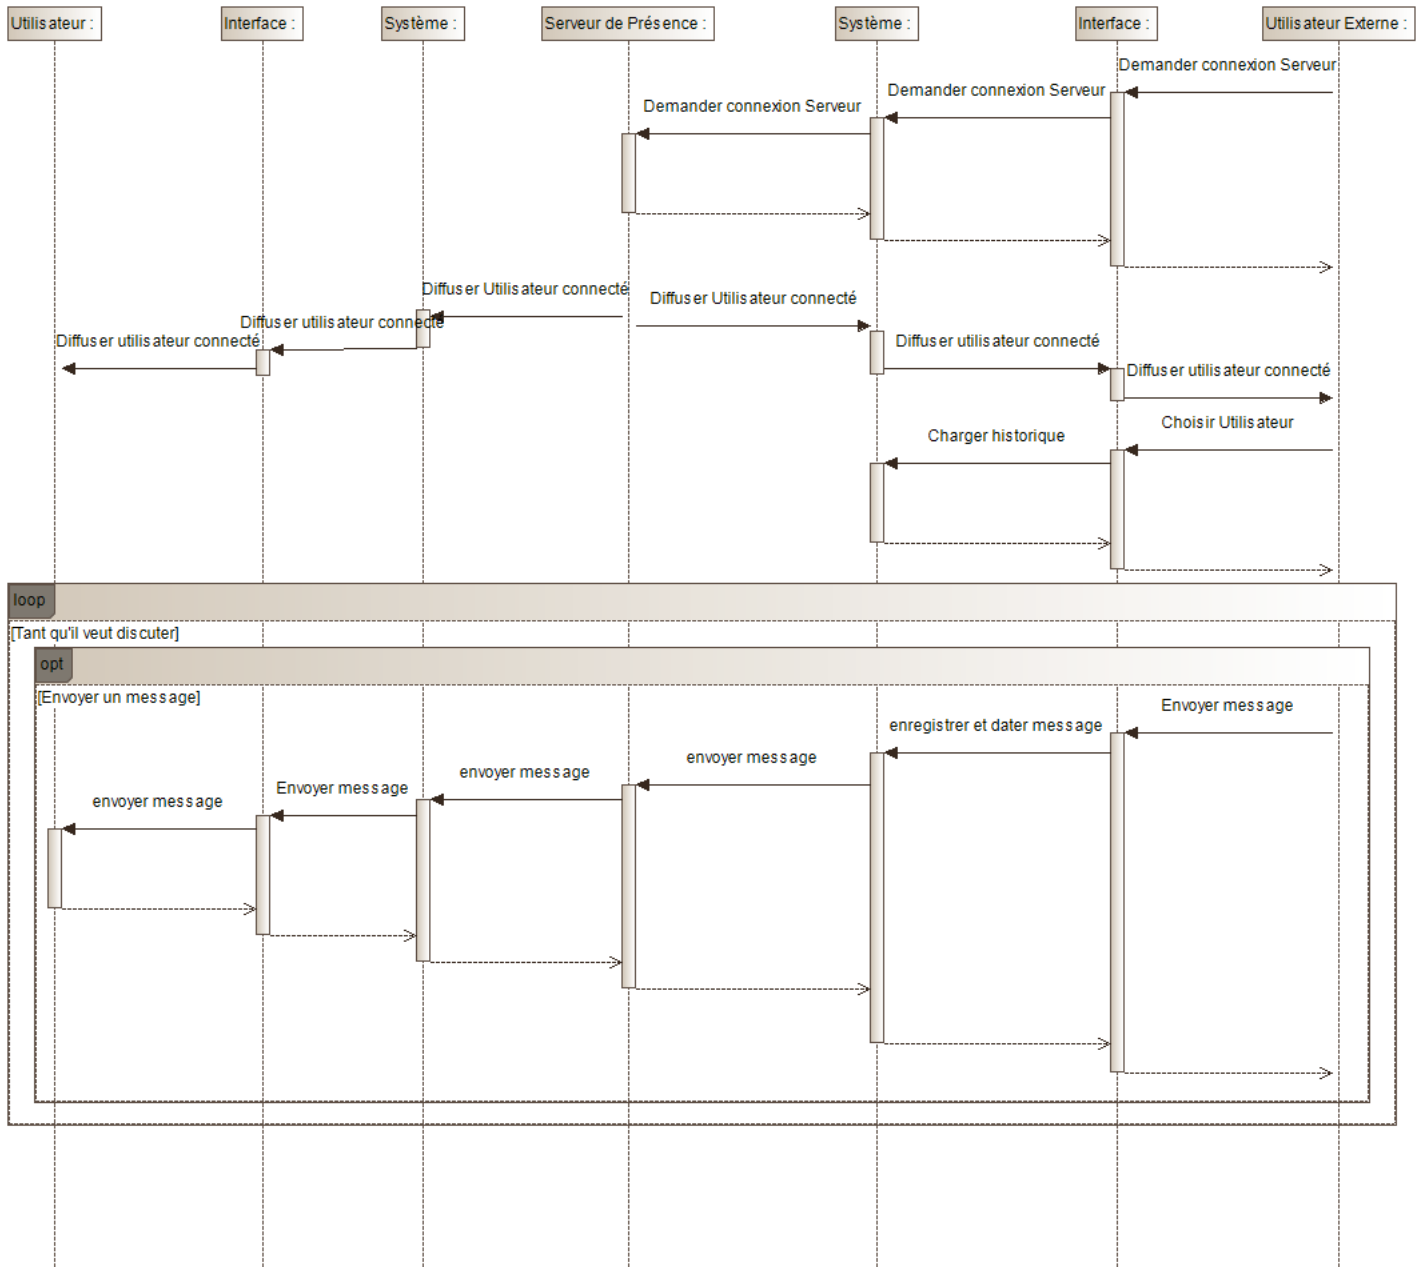 Utilisateur :
Interface :
Système :
Serveur de Présence :
Système :
Interface :
Utilisateur Externe :
Demander connexion Serveur
Demander connexion Serveur
Demander connexion Serveur
Diffuser Utilisateur connecté
Diffuser Utilisateur connecté
Diffuser utilisateur connecté
Diffuser utilisateur connecté
Diffuser utilisateur connecté
Diffuser utilisateur connecté
Choisir Utilisateur
Charger historique
loop
[Tant qu'il veut discuter]
opt
[Envoyer un message]
Envoyer message
enregistrer et dater message
envoyer message
envoyer message
Envoyer message
envoyer message